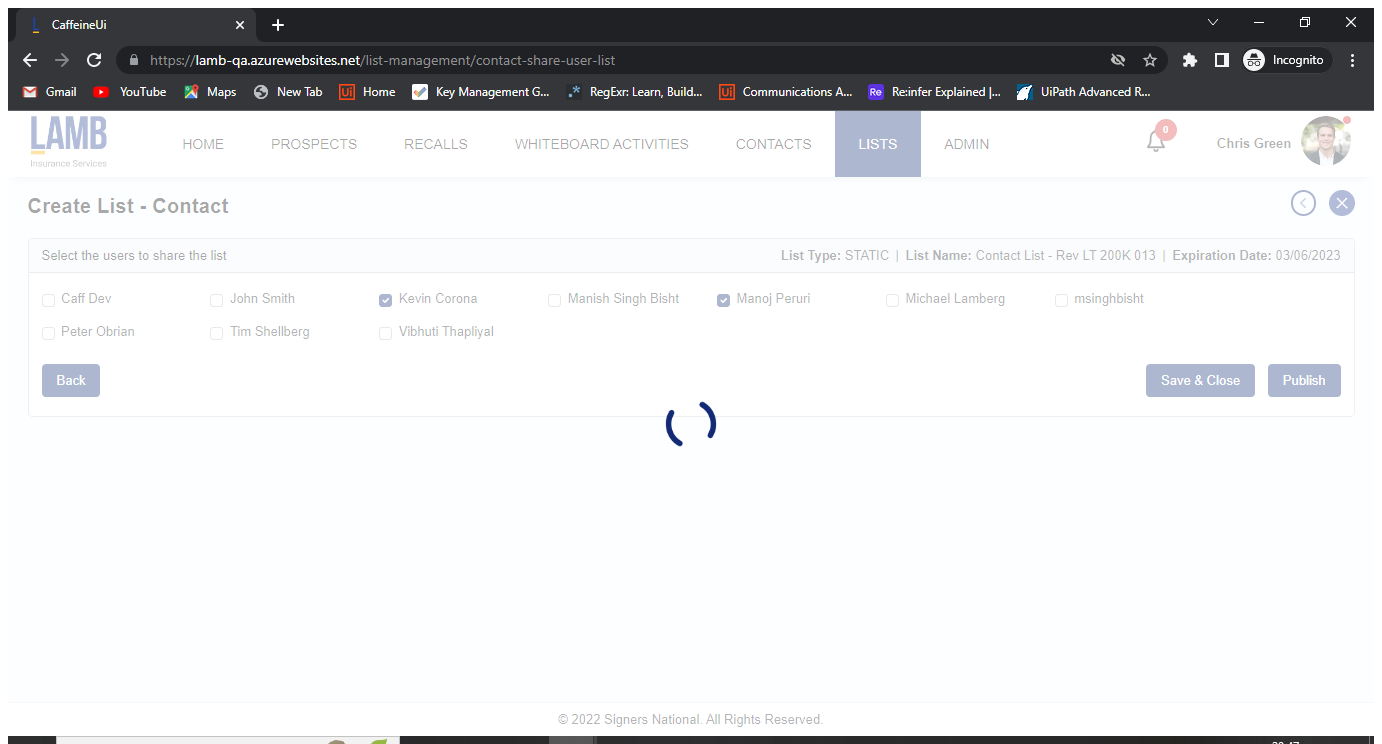 CaffeineUi
https://lamb-qa.azurewebsites.net/list-management/contact-share-user-list
Incognito
Gmail YouTube Maps New Tab Ui Home Key Management G... .* RegExr: Learn, Build... Ui Communications A... Re Re:infer Explained |... UiPath Advanced R...
LAMB
Insurance Services
HOME PROSPECTS RECALLS WHITEBOARD ACTIVITIES CONTACTS LISTS ADMIN 0 Chris Green
Create List - Contact
Select the users to share the list List Type: STATIC | List Name: Contact List - Rev LT 200K 013 | Expiration Date: 03/06/2023
Caff Dev John Smith Kevin Corona Manish Singh Bisht Manoj Peruri Michael Lamberg msinghbisht
Peter Obrian Tim Shellberg Vibhuti Thapliyal
Back Save & Close Publish
© 2022 Signers National. All Rights Reserved.